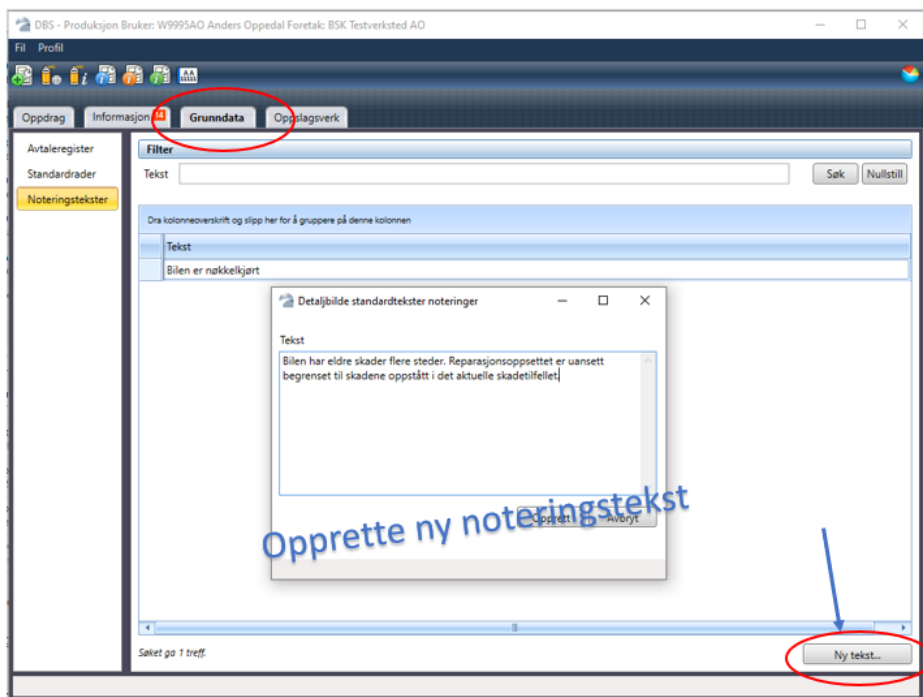 DBS - Produksjon Bruker: W9995AO Anders Oppedal Foretak: BSK Testverksted AO
Fil Profil
Oppdrag Informasjon 14 Grunndata Oppslagsverk
Avtaleregister
Standardrader
Noteringstekster
Filter
Tekst Søk Nullstill
Dra kolonneoverskrift og slipp her for å gruppere på denne kolonnen
Tekst
Bilen er nøkkelkjørt
Detaljbilde standardtekster noteringer
Tekst
Bilen har eldre skader flere steder. Reparasjonsoppsettet er uansett
begrenset til skadene oppstått i det aktuelle skadetilfellet.
Opprett Avbryt
Opprette ny noteringstekst
Søket ga 1 treff.
Ny tekst...